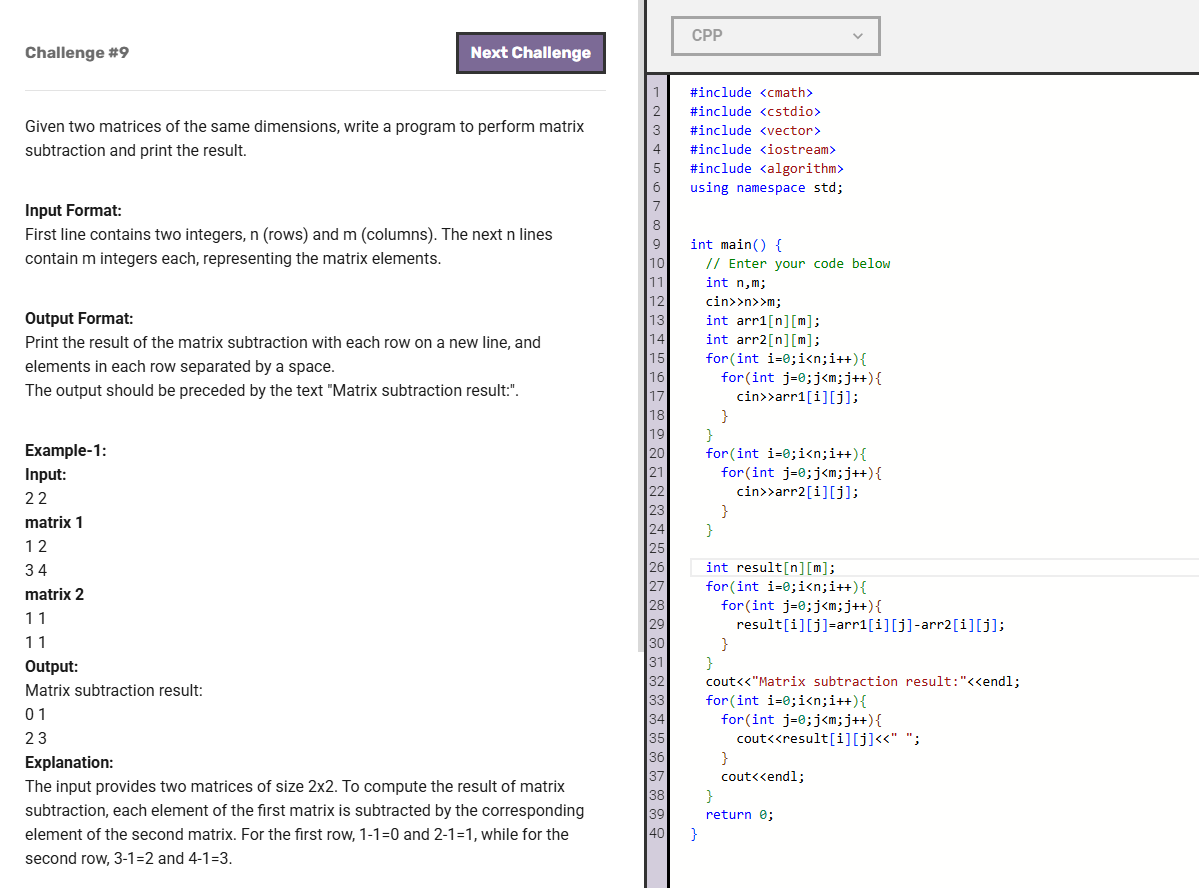 Challenge #9
Next Challenge
Given two matrices of the same dimensions, write a program to perform matrix
subtraction and print the result.
Input Format:
First line contains two integers, n (rows) and m (columns). The next n lines
contain m integers each, representing the matrix elements.
Output Format:
Print the result of the matrix subtraction with each row on a new line, and
elements in each row separated by a space.
The output should be preceded by the text "Matrix subtraction result:".
Example-1:
Input:
2 2
matrix 1
1 2
3 4
matrix 2
1 1
1 1
Output:
Matrix subtraction result:
0 1
2 3
Explanation:
The input provides two matrices of size 2x2. To compute the result of matrix
subtraction, each element of the first matrix is subtracted by the corresponding
element of the second matrix. For the first row, 1-1=0 and 2-1=1, while for the
second row, 3-1=2 and 4-1=3.
CPP
1 #include <cmath>
2 #include <cstdio>
3 #include <vector>
4 #include <iostream>
5 #include <algorithm>
6 using namespace std;
7
8
9 int main() {
10   // Enter your code below
11   int n,m;
12   cin>>n>>m;
13   int arr1[n][m];
14   int arr2[n][m];
15   for(int i=0;i<n;i++){
16     for(int j=0;j<m;j++){
17       cin>>arr1[i][j];
18     }
19   }
20   for(int i=0;i<n;i++){
21     for(int j=0;j<m;j++){
22       cin>>arr2[i][j];
23     }
24   }
25
26   int result[n][m];
27   for(int i=0;i<n;i++){
28     for(int j=0;j<m;j++){
29       result[i][j]=arr1[i][j]-arr2[i][j];
30     }
31   }
32   cout<<"Matrix subtraction result:"<<endl;
33   for(int i=0;i<n;i++){
34     for(int j=0;j<m;j++){
35       cout<<result[i][j]<<" ";
36     }
37     cout<<endl;
38   }
39   return 0;
40 }